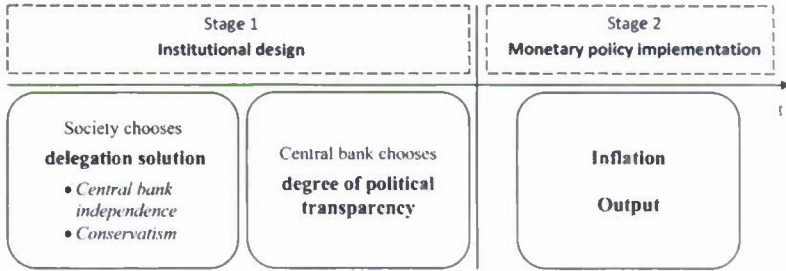 Stage 1
Institutional design
Stage 2
Monetary policy implementation
t
Society chooses
delegation solution
• Central bank
independence
• Conservatism
Central bank chooses
degree of political
transparency
Inflation
Output